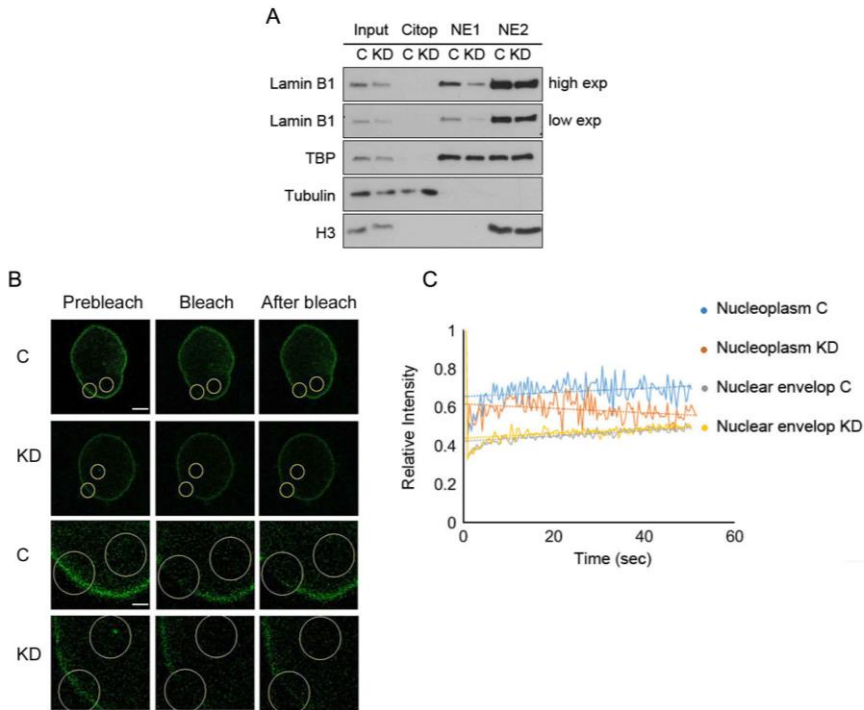 A
Input Citop NE1 NE2
C KD C KD C KD C KD
Lamin B1 high exp
Lamin B1 low exp
TBP
Tubulin
H3
B
Prebleach Bleach After bleach
C
KD
C
KD
C
Relative Intensity
1
0.8
0.6
0.4
0.2
0
0 20 40 60
Time (sec)
Nucleoplasm C
Nucleoplasm KD
Nuclear envelop C
Nuclear envelop KD